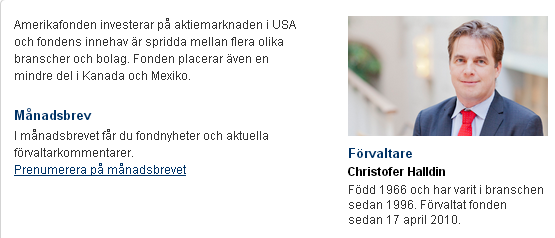 Amerikafonden investerar på aktiemarknaden i USA
och fondens innehav är spridda mellan flera olika
branscher och bolag. Fonden placerar även en
mindre del i Kanada och Mexiko.
Månadsbrev
I månadsbrevet får du fondnyheter och aktuella
förvaltarkommentarer.
Prenumerera på månadsbrevet
Förvaltare
Christofer Halldin
Född 1966 och har varit i branschen
sedan 1996. Förvaltat fonden
sedan 17 april 2010.